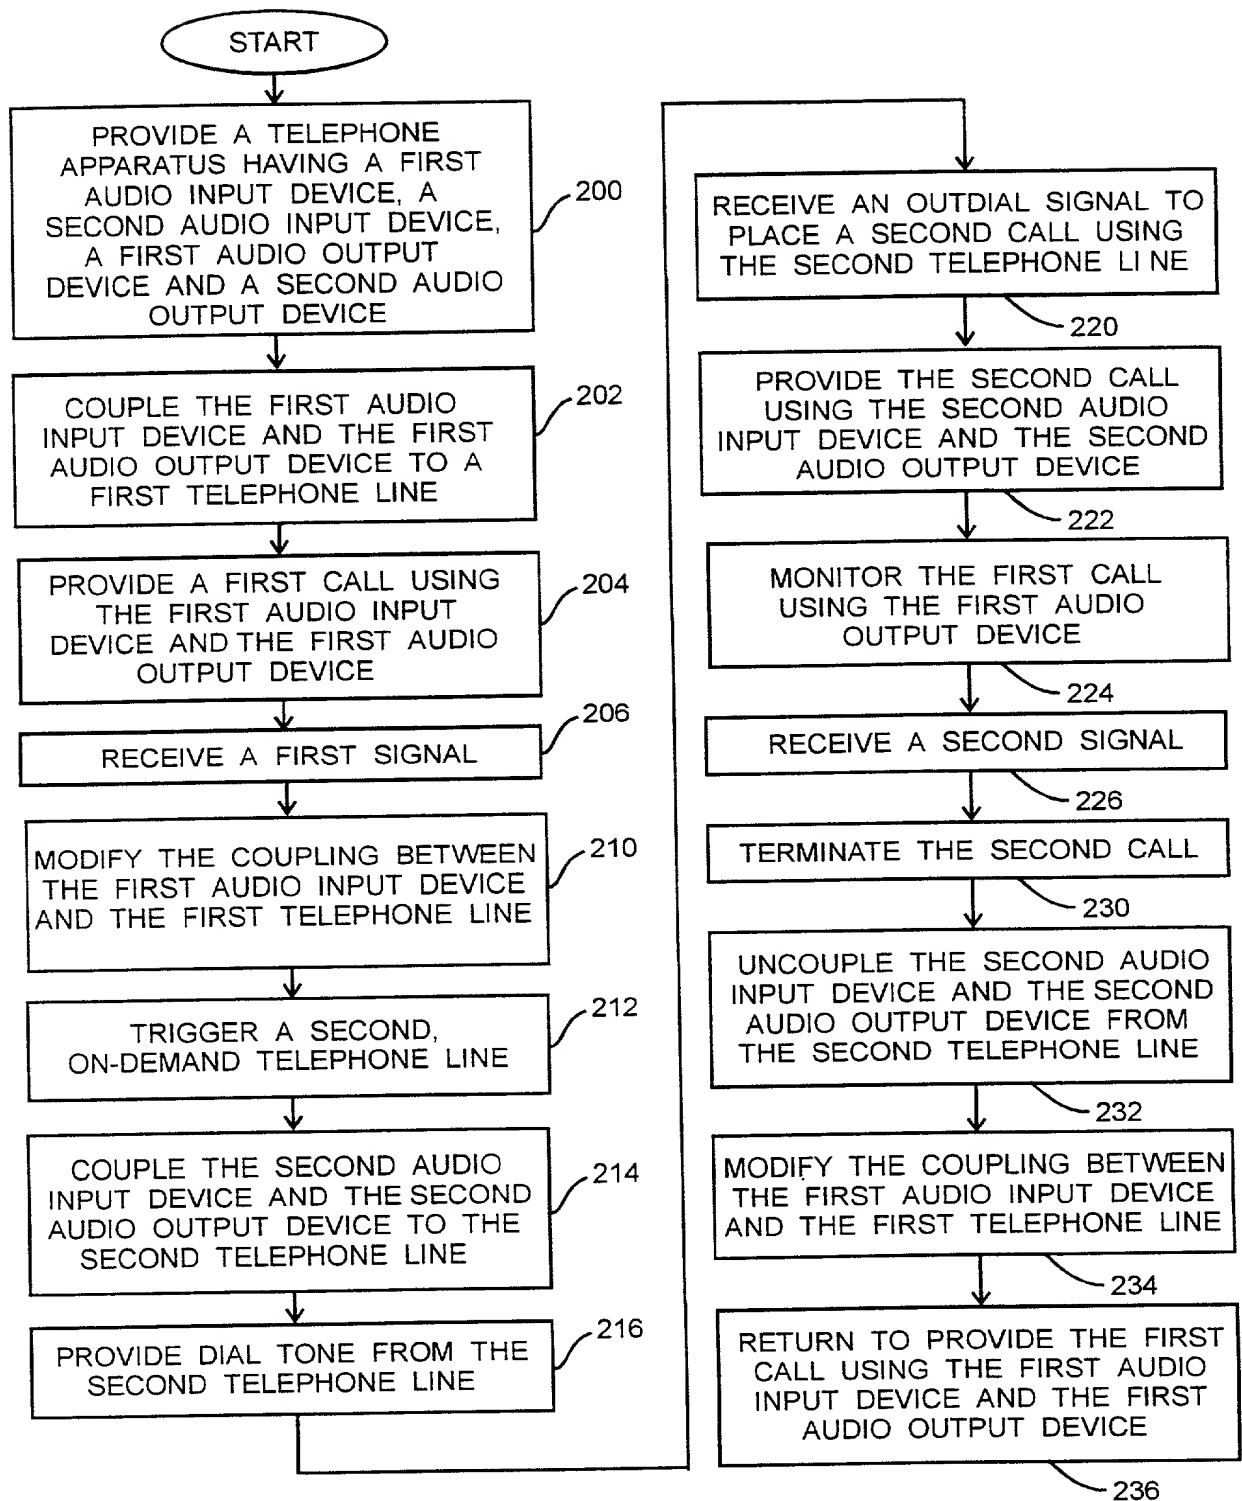 START
PROVIDE A TELEPHONE
APPARATUS HAVING A FIRST
AUDIO INPUT DEVICE, A
SECOND AUDIO INPUT DEVICE,
A FIRST AUDIO OUTPUT
DEVICE AND A SECOND AUDIO
OUTPUT DEVICE
200
COUPLE THE FIRST AUDIO
INPUT DEVICE AND THE FIRST
AUDIO OUTPUT DEVICE TO A
FIRST TELEPHONE LINE
202
PROVIDE A FIRST CALL USING
THE FIRST AUDIO INPUT
DEVICE AND THE FIRST AUDIO
OUTPUT DEVICE
204
RECEIVE A FIRST SIGNAL
206
MODIFY THE COUPLING BETWEEN
THE FIRST AUDIO INPUT DEVICE
AND THE FIRST TELEPHONE LINE
210
TRIGGER A SECOND,
ON-DEMAND TELEPHONE LINE
212
COUPLE THE SECOND AUDIO
INPUT DEVICE AND THE SECOND
AUDIO OUTPUT DEVICE TO THE
SECOND TELEPHONE LINE
214
PROVIDE DIAL TONE FROM THE
SECOND TELEPHONE LINE
216
RECEIVE AN OUTDIAL SIGNAL TO
PLACE A SECOND CALL USING
THE SECOND TELEPHONE LINE
220
PROVIDE THE SECOND CALL
USING THE SECOND AUDIO
INPUT DEVICE AND THE SECOND
AUDIO OUTPUT DEVICE
222
MONITOR THE FIRST CALL
USING THE FIRST AUDIO
OUTPUT DEVICE
224
RECEIVE A SECOND SIGNAL
226
TERMINATE THE SECOND CALL
230
UNCOUPLE THE SECOND AUDIO
INPUT DEVICE AND THE SECOND
AUDIO OUTPUT DEVICE FROM
THE SECOND TELEPHONE LINE
232
MODIFY THE COUPLING BETWEEN
THE FIRST AUDIO INPUT DEVICE
AND THE FIRST TELEPHONE LINE
234
RETURN TO PROVIDE THE FIRST
CALL USING THE FIRST AUDIO
INPUT DEVICE AND THE FIRST
AUDIO OUTPUT DEVICE
236